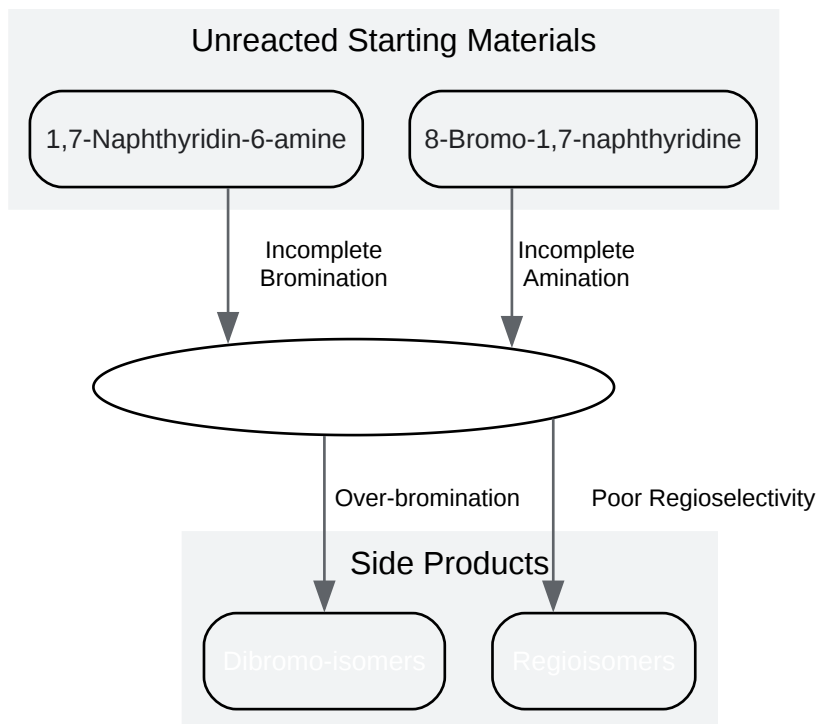 Unreacted Starting Materials
1,7-Naphthyridin-6-amine
8-Bromo-1,7-naphthyridine
Incomplete
Bromination
Incomplete
Amination
Over-bromination
Poor Regioselectivity
Side Products
Dibromo-isomers
Regioisomers